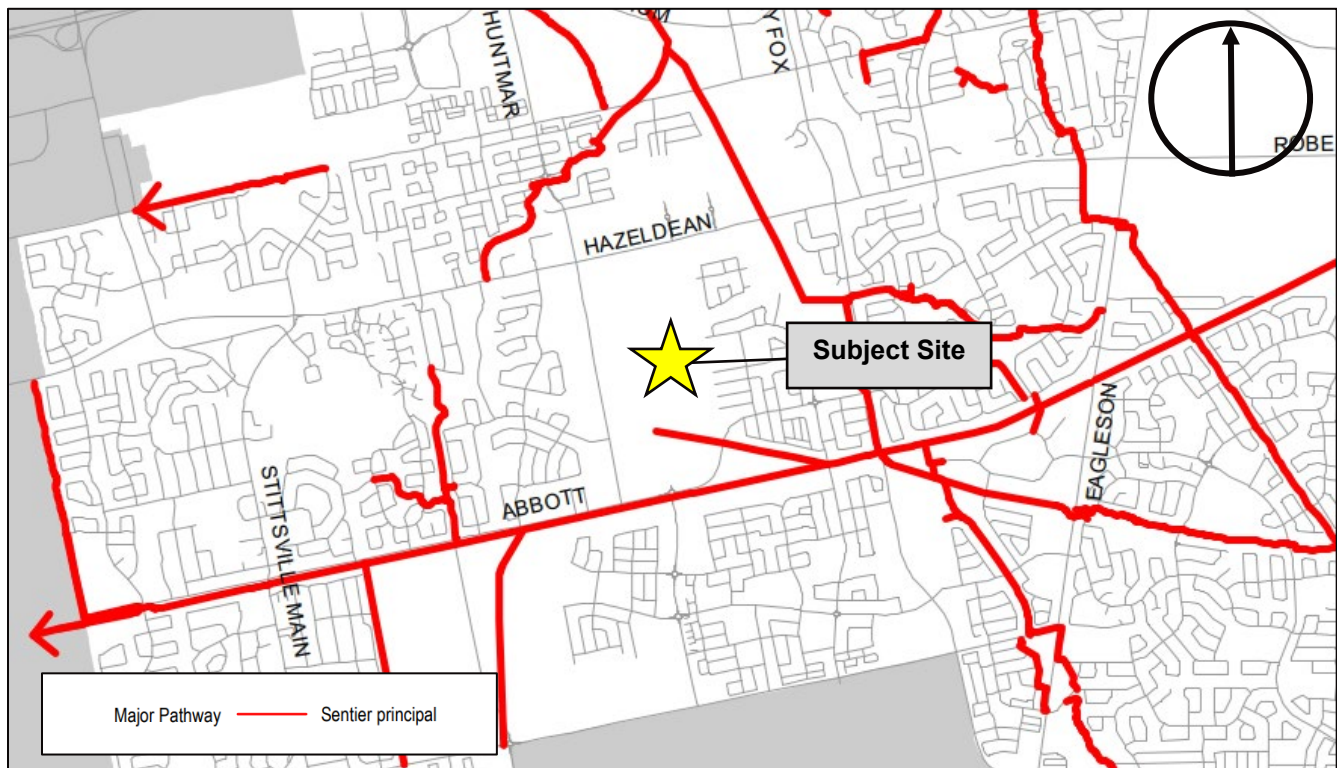 HUNTMAR
Y FOX
ROBE
HAZELDEAN
Subject Site
EAGLESON
ABBOTT
STITTSVILLE MAIN
Major Pathway Sentier principal